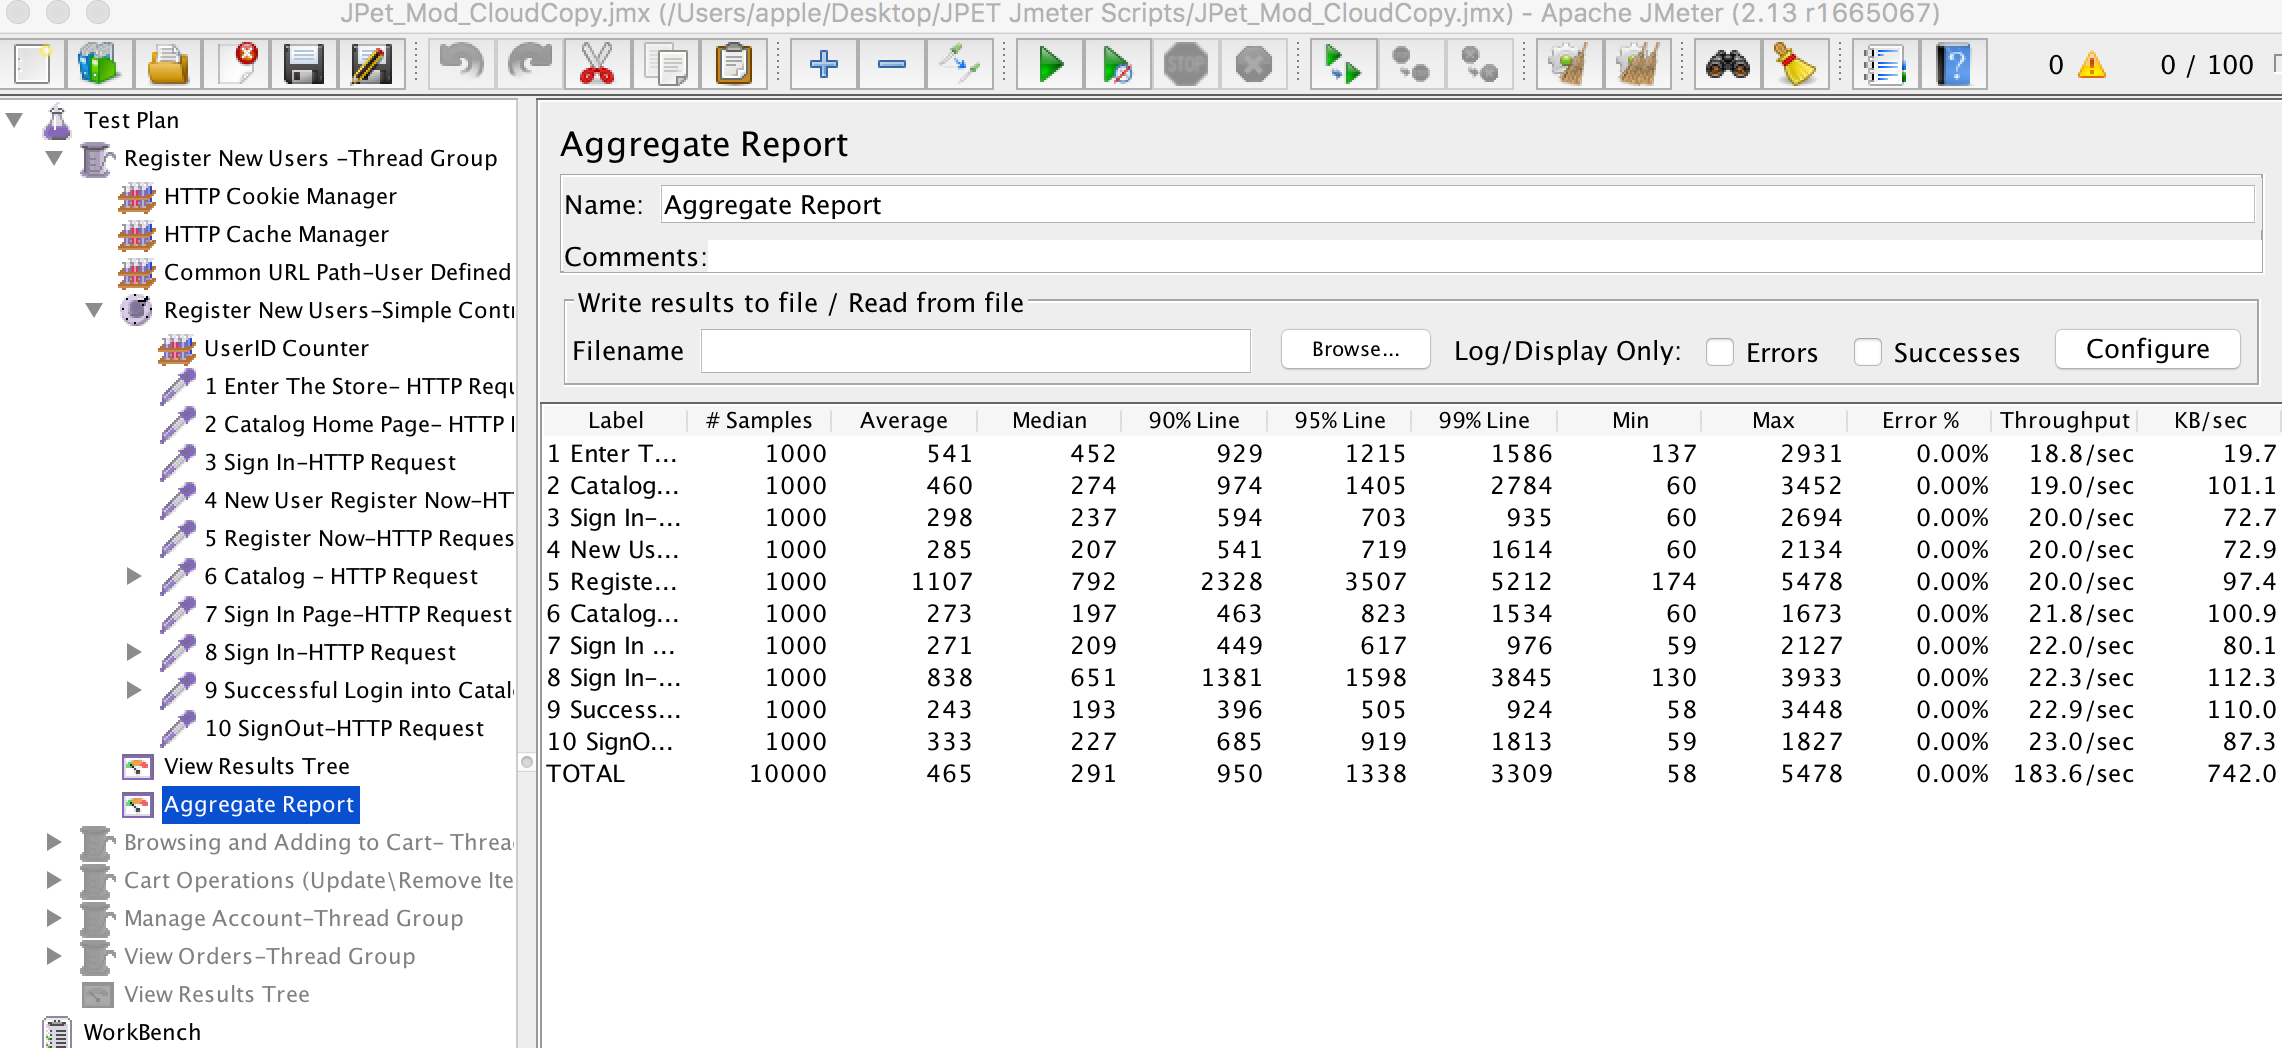 JPet_Mod_CloudCopy.jmx (/Users/apple/Desktop/JPET Jmeter Scripts/JPet_Mod_CloudCopy.jmx) - Apache JMeter (2.13 r1665067)
STOP
0
0 / 100
Test Plan
Register New Users -Thread Group
HTTP Cookie Manager
HTTP Cache Manager
Common URL Path-User Defined
Register New Users-Simple Cont
UserID Counter
1 Enter The Store- HTTP Requ
2 Catalog Home Page- HTTP
3 Sign In-HTTP Request
4 New User Register Now-HT
5 Register Now-HTTP Reques
6 Catalog - HTTP Request
7 Sign In Page-HTTP Request
8 Sign In-HTTP Request
9 Successful Login into Catal
10 SignOut-HTTP Request
View Results Tree
Aggregate Report
Browsing and Adding to Cart- Threa
Cart Operations (Update\Remove Ite
Manage Account-Thread Group
View Orders-Thread Group
View Results Tree
WorkBench
Aggregate Report
Name: Aggregate Report
Comments:
Write results to file / Read from file
Filename Browse... Log/Display Only: Errors Successes Configure
Label # Samples Average Median 90% Line 95% Line 99% Line Min Max Error % Throughput KB/sec
1 Enter T... 1000 541 452 929 1215 1586 137 2931 0.00% 18.8/sec 19.7
2 Catalog... 1000 460 274 974 1405 2784 60 3452 0.00% 19.0/sec 101.1
3 Sign In-... 1000 298 237 594 703 935 60 2694 0.00% 20.0/sec 72.7
4 New Us... 1000 285 207 541 719 1614 60 2134 0.00% 20.0/sec 72.9
5 Registe... 1000 1107 792 2328 3507 5212 174 5478 0.00% 20.0/sec 97.4
6 Catalog... 1000 273 197 463 823 1534 60 1673 0.00% 21.8/sec 100.9
7 Sign In ... 1000 271 209 449 617 976 59 2127 0.00% 22.0/sec 80.1
8 Sign In-... 1000 838 651 1381 1598 3845 130 3933 0.00% 22.3/sec 112.3
9 Success... 1000 243 193 396 505 924 58 3448 0.00% 22.9/sec 110.0
10 SignO... 1000 333 227 685 919 1813 59 1827 0.00% 23.0/sec 87.3
TOTAL 10000 465 291 950 1338 3309 58 5478 0.00% 183.6/sec 742.0